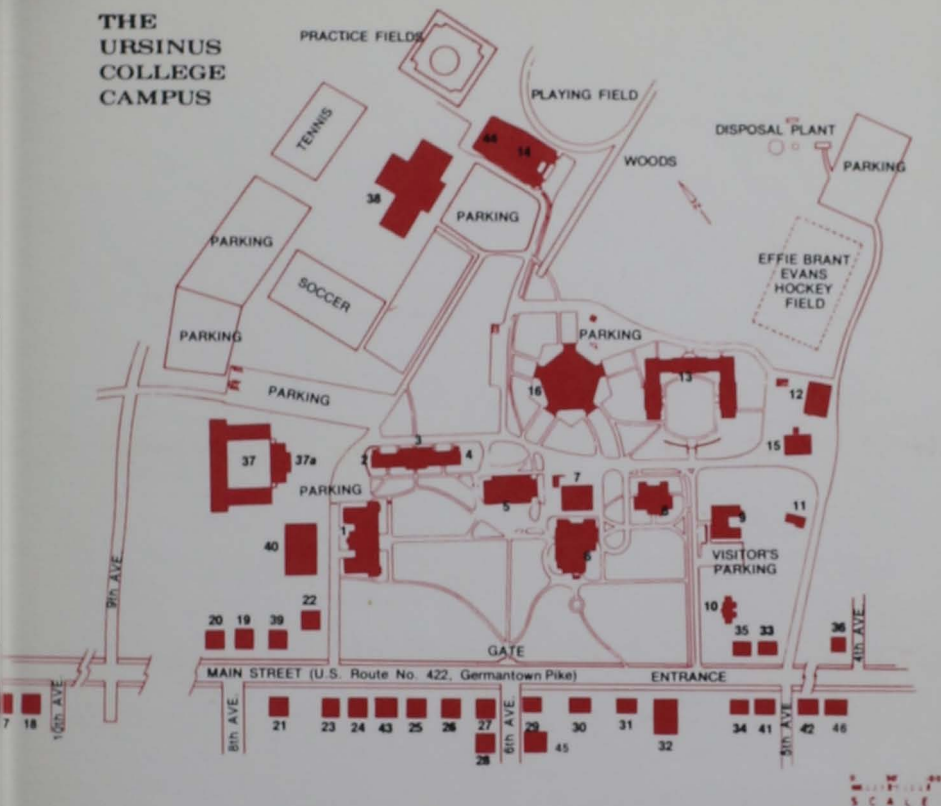 THE
URSINUS
COLLEGE
CAMPUS
PRACTICE FIELDS
PLAYING FIELD
TENNIS
44
14
DISPOSAL PLANT
WOODS
PARKING
38
PARKING
N
PARKING
EFFIE BRANT
EVANS
HOCKEY
FIELD
SOCCER
PARKING
PARKING
16
13
PARKING
12
3
15
37
37a
2
4
7
PARKING
5
8
11
1
9
40
6
VISITOR'S
PARKING
9th AVE.
22
10
20
19
39
35
33
36
4th AVE.
GATE
MAIN STREET (U.S. Route No. 422, Germantown Pike)
ENTRANCE
7
18
10th AVE.
8th AVE.
21
23
24
43
25
26
27
6th AVE.
29
30
31
32
34
41
5th AVE.
42
46
28
45
SCALE